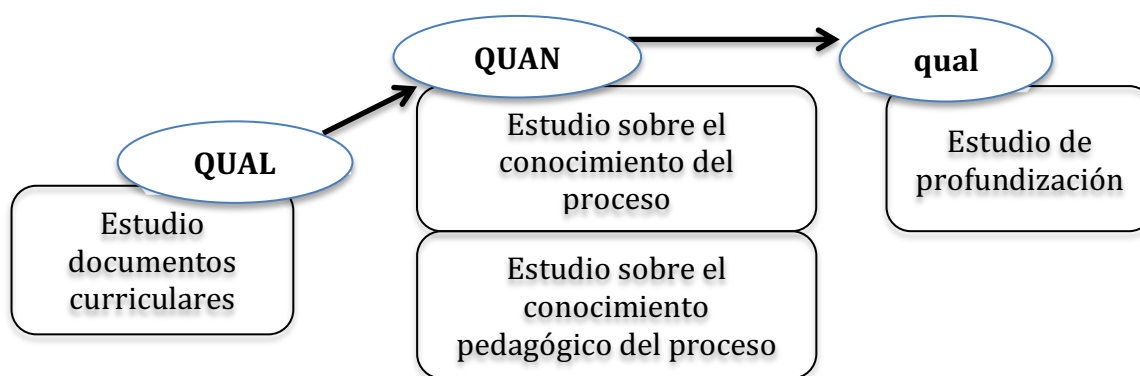 QUAL
Estudio
documentos
curriculares
QUAN
Estudio sobre el
conocimiento del
proceso
Estudio sobre el
conocimiento
pedagógico del proceso
qual
Estudio de
profundización